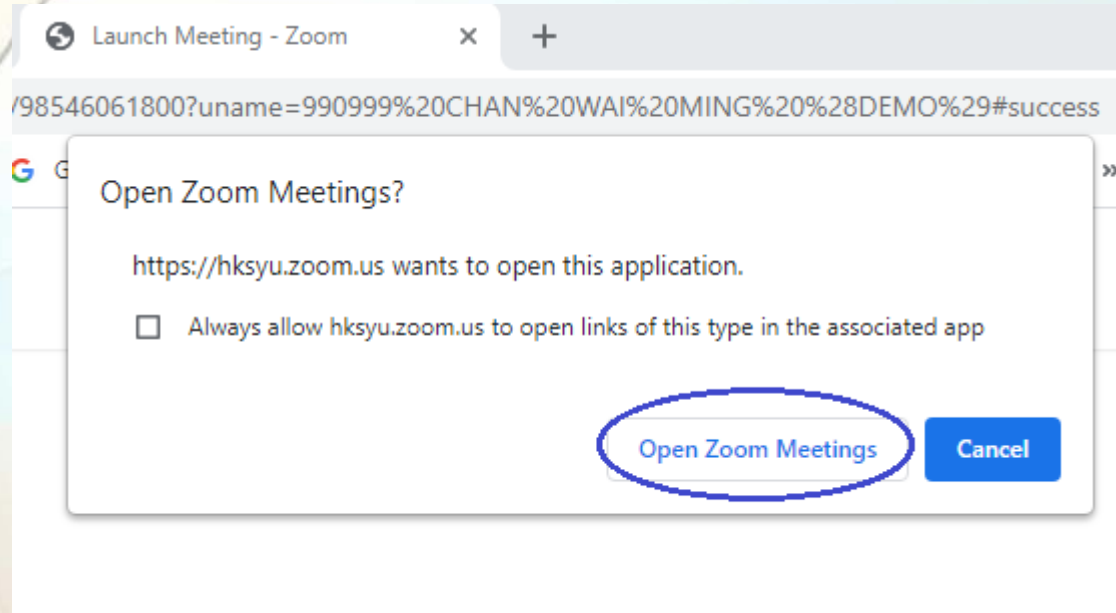 Launch Meeting - Zoom
/98546061800?uname=990999%20CHAN%20WAI%20MING%20%28DEMO%29#success
G
Open Zoom Meetings?
https://hksyu.zoom.us wants to open this application.
Always allow hksyu.zoom.us to open links of this type in the associated app
Open Zoom Meetings
Cancel